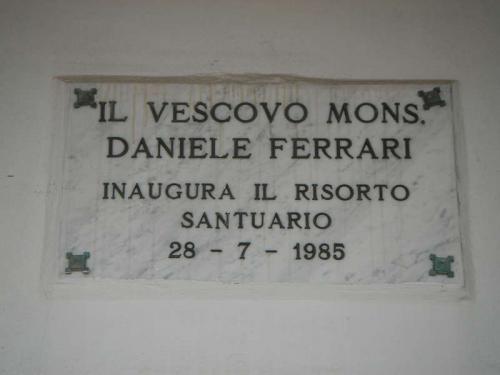 IL VESCOVO MONS.
DANIELE FERRARI
INAUGURA IL RISORTO
SANTUARIO
28 - 7 - 1985